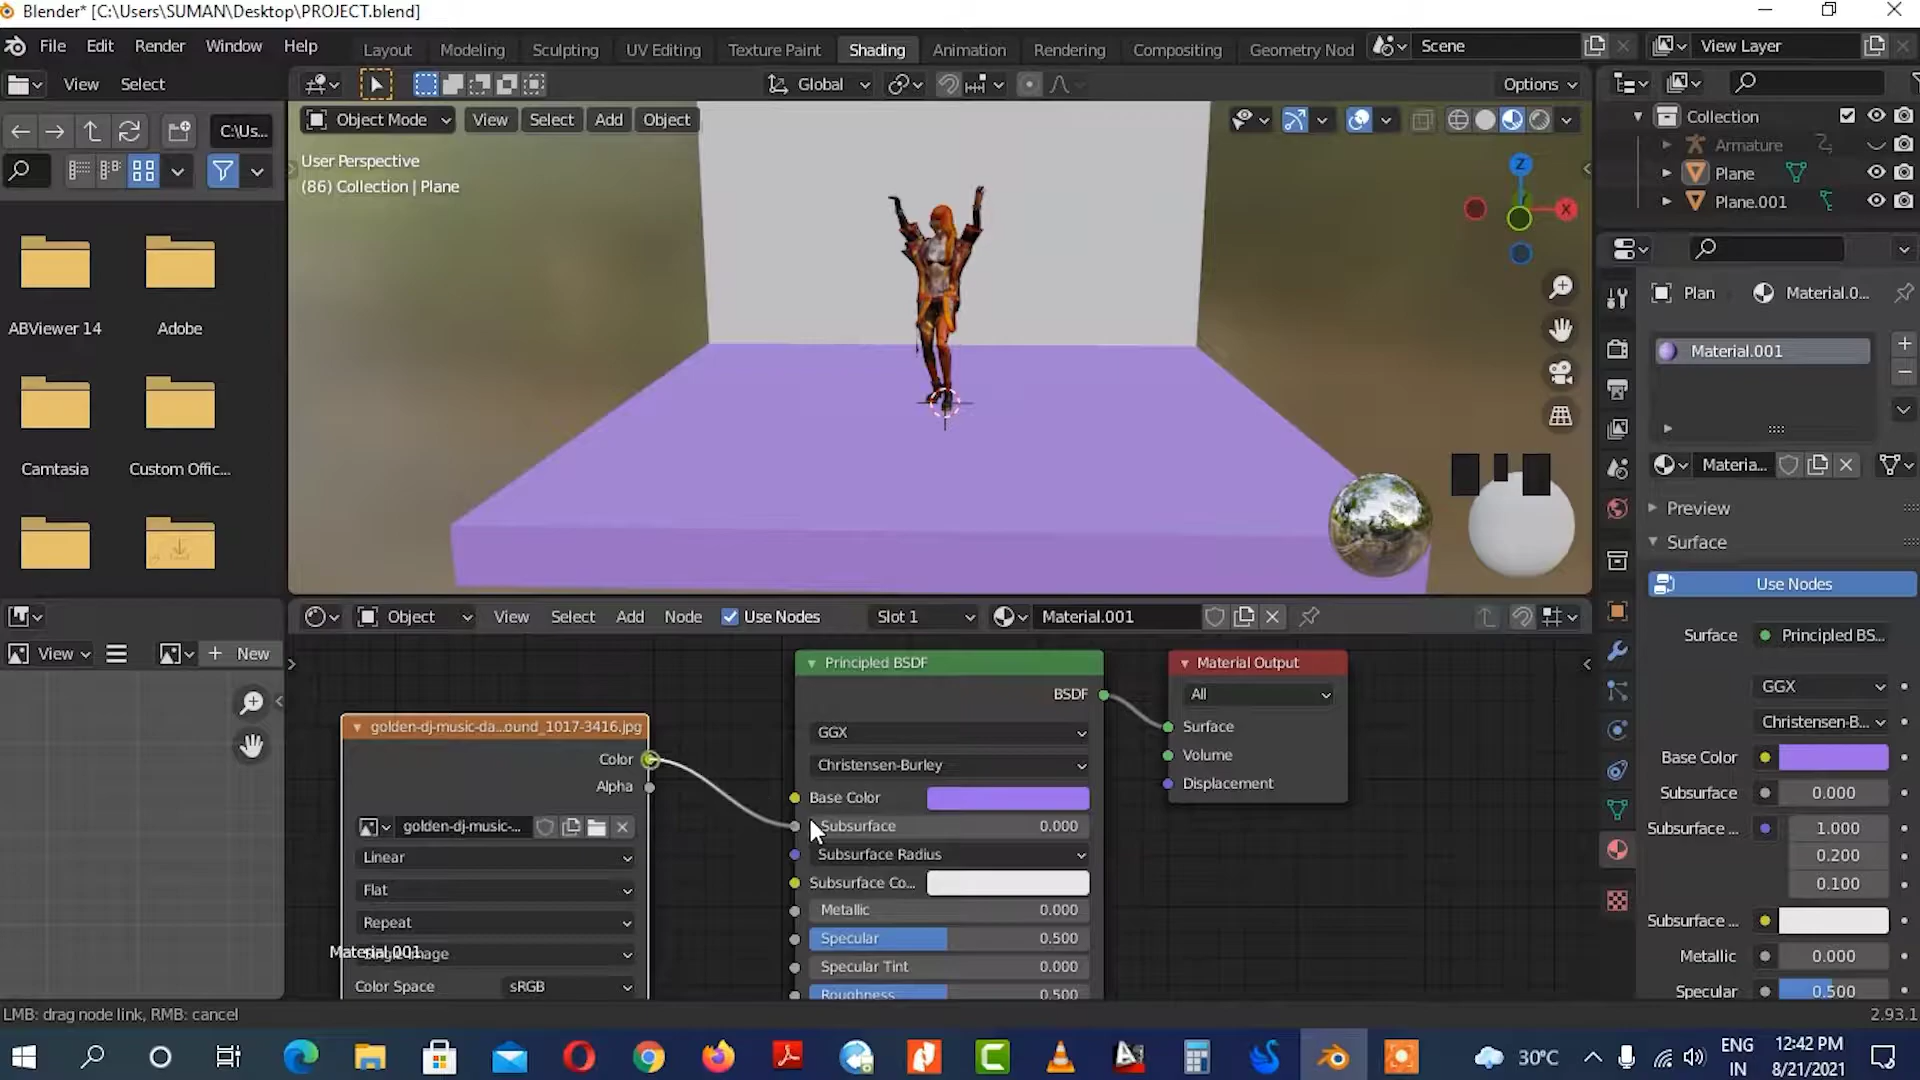 Blender* [C:\Users\SUMAN\Desktop\PROJECT.blend]
File Edit Render Window Help
Layout Modeling Sculpting UV Editing Texture Paint Shading Animation Rendering Compositing Geometry Nod
Scene
View Layer
View Select
Global
Options
C:\Us...
Object Mode View Select Add Object
User Perspective
(86) Collection | Plane
Z
X
Collection
Armature
Plane
Plane.001
ABViewer 14
Adobe
Camtasia
Custom Offic...
Plan
Material.0...
Material.001
Materia...
Preview
Surface
Use Nodes
Surface
Principled BS...
GGX
Christensen-B...
Base Color
Subsurface
0.000
Subsurface ...
1.000
0.200
0.100
Subsurface ...
Metallic
0.000
Specular
0.500
View
New
Object View Select Add Node Use Nodes Slot 1 Material.001
golden-dj-music-da...ound_1017-3416.jpg
Color
Alpha
golden-dj-music-...
Linear
Flat
Repeat
Single Image
Material.001
Color Space
sRGB
Principled BSDF
BSDF
GGX
Christensen-Burley
Base Color
Subsurface
0.000
Subsurface Radius
Subsurface Co...
Metallic
0.000
Specular
0.500
Specular Tint
0.000
Roughness
0.500
Material Output
All
Surface
Volume
Displacement
LMB: drag node link, RMB: cancel
2.93.1
30°C
ENG
IN
12:42 PM
8/21/2021